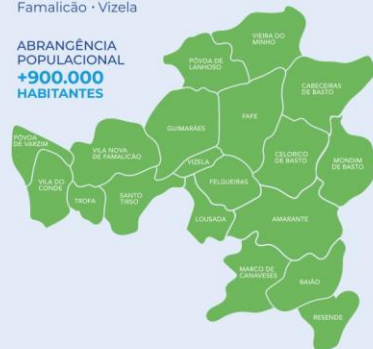 Famalicão · Vizela
ABRANGÊNCIA
POPULACIONAL
+900.000
HABITANTES
VIEIRA DO
MINHO
PÓVOA DE
LANHOSO
CABECEIRAS
DE BASTO
GUIMARÃES
FAFE
PÓVOA
DE VARZIM
VILA NOVA
DE FAMALICÃO
VIZELA
CELORICO
DE BASTO
MONDIM
DE BASTO
VILA DO
CONDE
TROFA
SANTO
TIRSO
FELGUEIRAS
LOUSADA
AMARANTE
MARCO DE
CANAVESES
BAIÃO
RESENDE